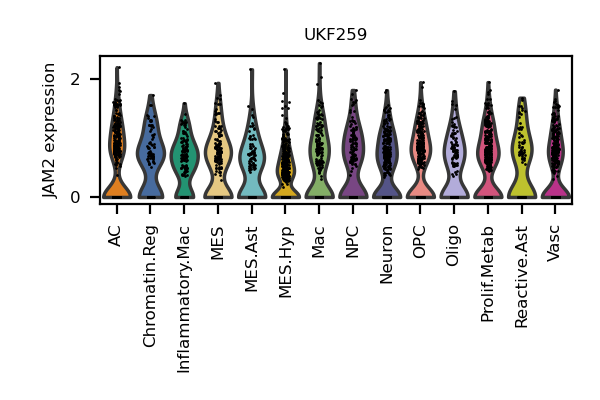 UKF259
JAM2 expression
2
0
AC
Chromatin.Reg
Inflammatory.Mac
MES
MES.Ast
MES.Hyp
Mac
NPC
Neuron
OPC
Oligo
Prolif.Metab
Reactive.Ast
Vasc